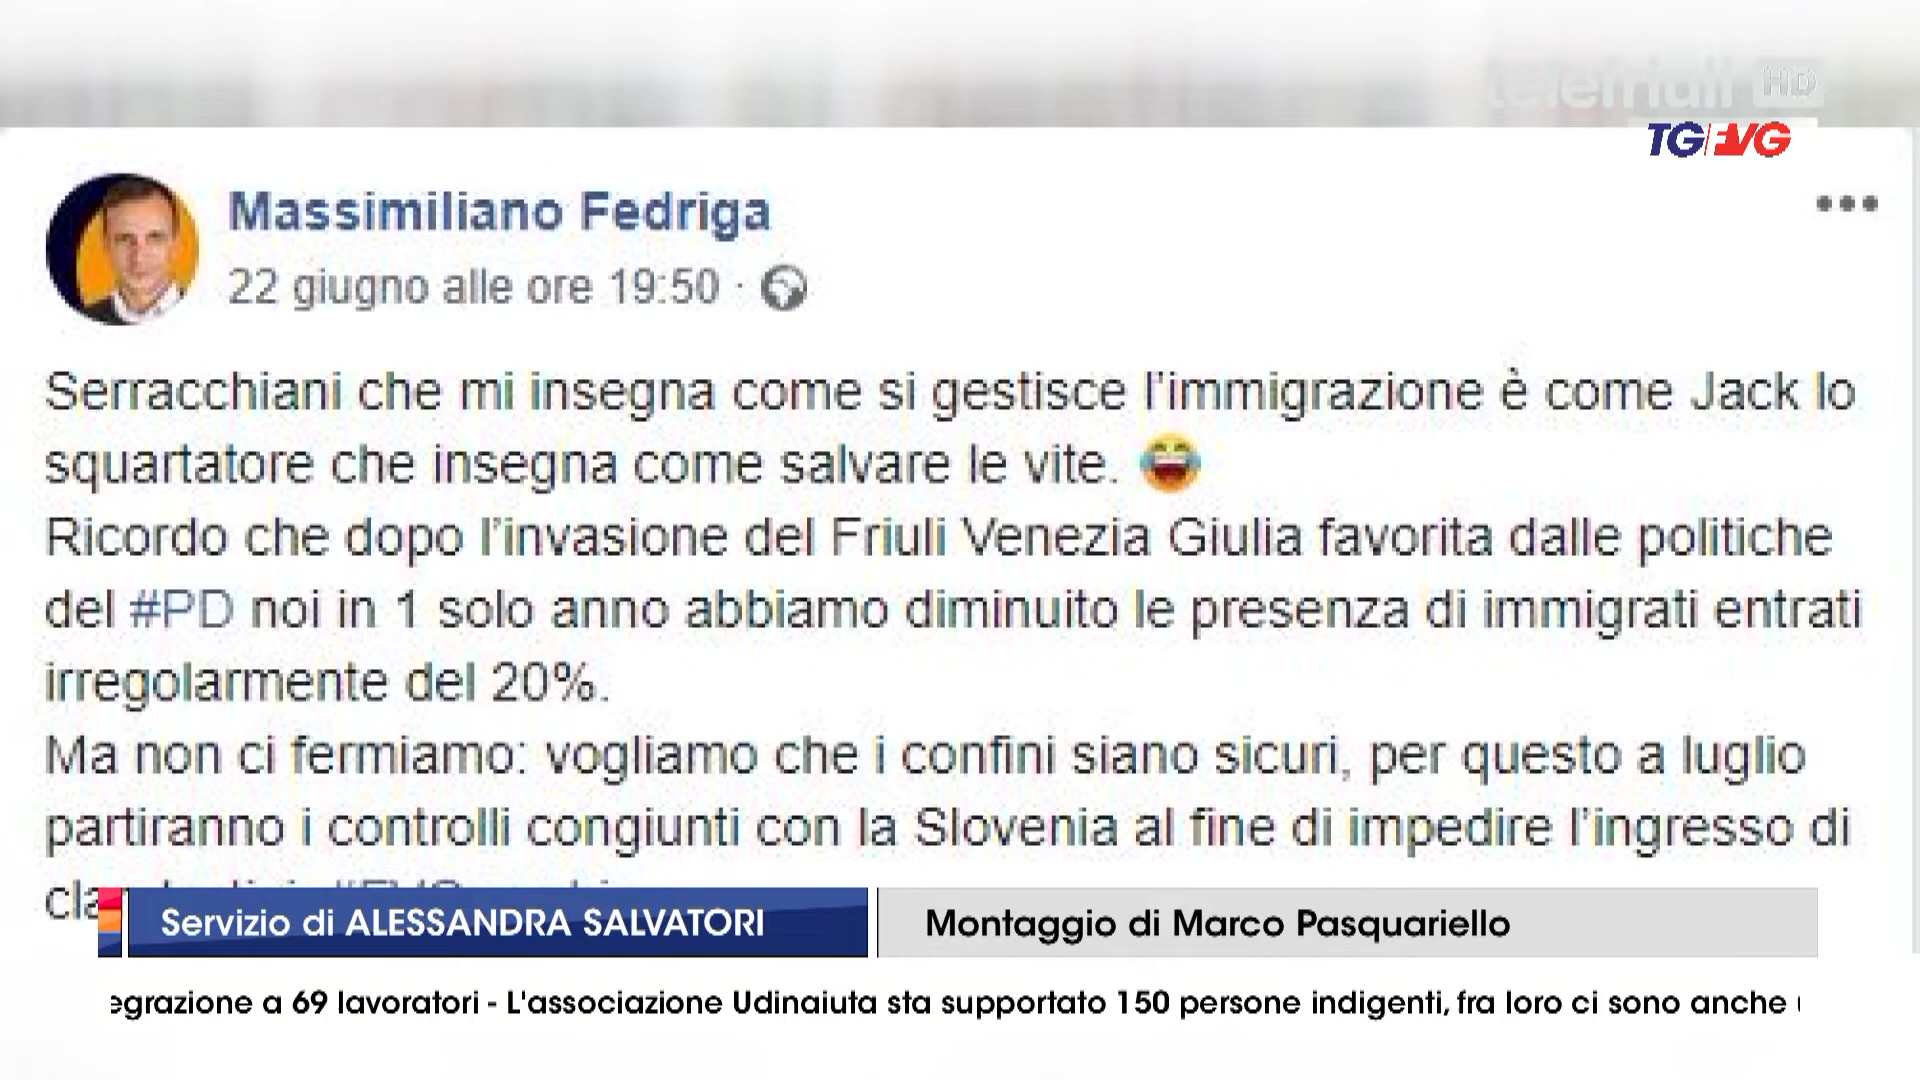 telefriuli HD
TG FVG
Massimiliano Fedriga
22 giugno alle ore 19:50 ·
Serracchiani che mi insegna come si gestisce l'immigrazione è come Jack lo
squartatore che insegna come salvare le vite.
Ricordo che dopo l'invasione del Friuli Venezia Giulia favorita dalle politiche
del #PD noi in 1 solo anno abbiamo diminuito le presenza di immigrati entrati
irregolarmente del 20%.
Ma non ci fermiamo: vogliamo che i confini siano sicuri, per questo a luglio
partiranno i controlli congiunti con la Slovenia al fine di impedire l'ingresso di
Servizio di ALESSANDRA SALVATORI
Montaggio di Marco Pasquariello
egrazione a 69 lavoratori - L'associazione Udinaiuta sta supportato 150 persone indigenti, fra loro ci sono anche